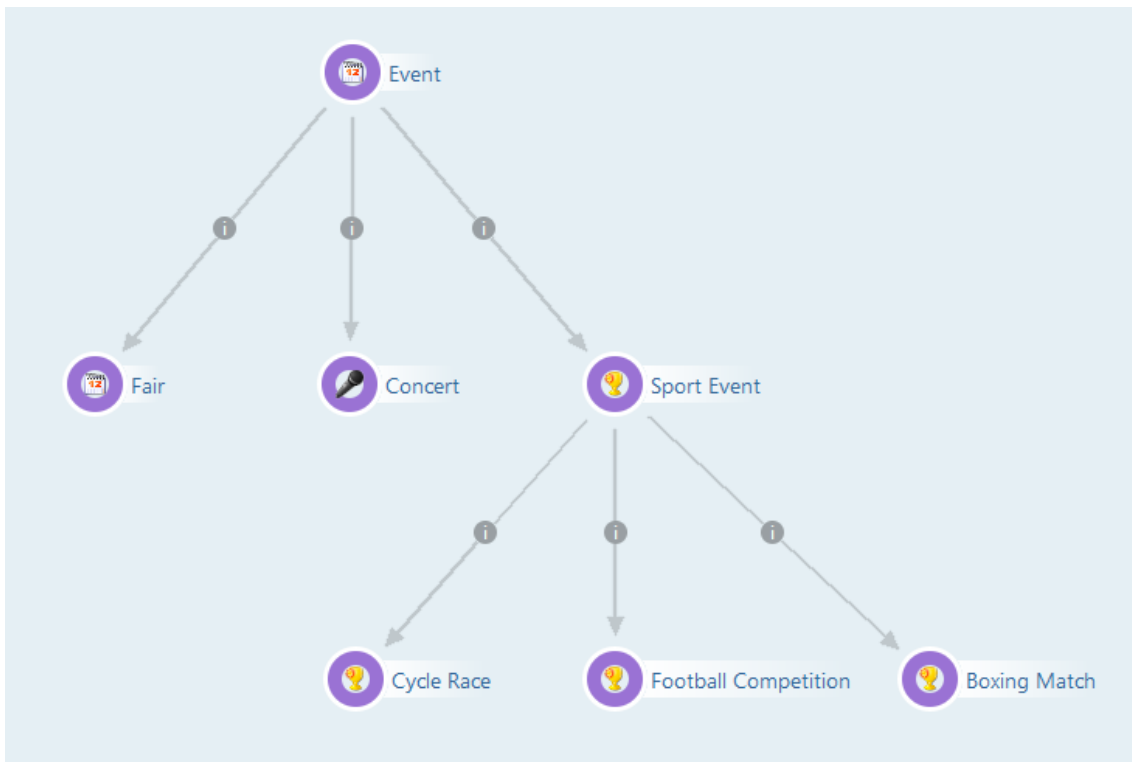 Event
i
i
i
Fair
Concert
Sport Event
i
i
i
Cycle Race
Football Competition
Boxing Match